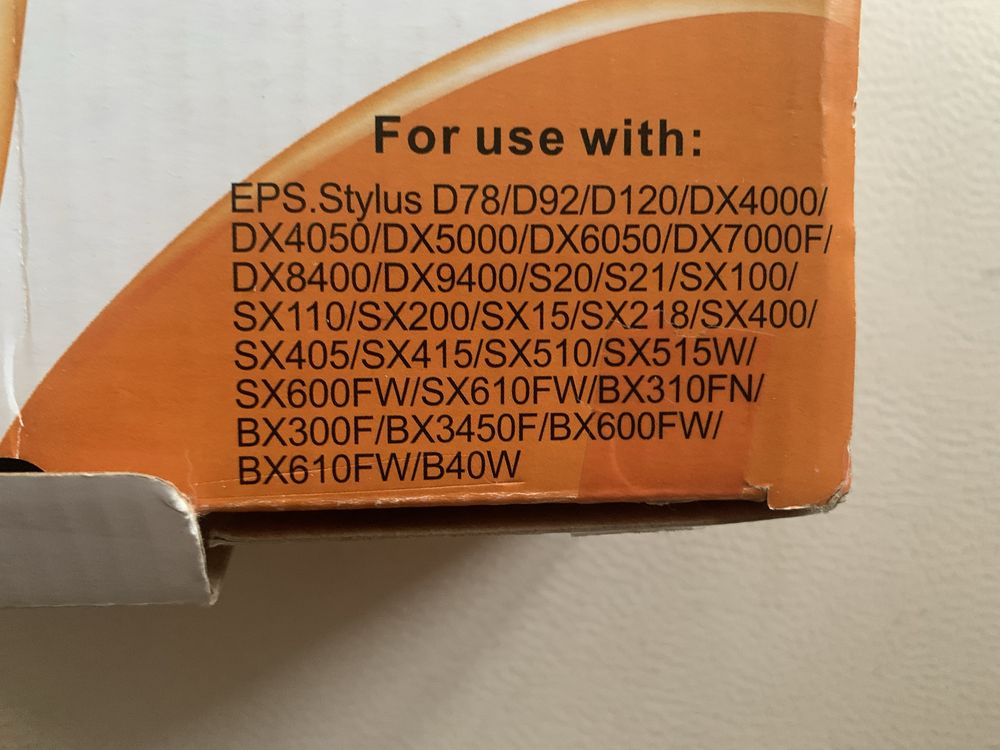 For use with:
EPS.Stylus D78/D92/D120/DX4000/
DX4050/DX5000/DX6050/DX7000F/
DX8400/DX9400/S20/S21/SX100/
SX110/SX200/SX15/SX218/SX400/
SX405/SX415/SX510/SX515W/
SX600FW/SX610FW/BX310FN/
BX300F/BX3450F/BX600FW/
BX610FW/B40W